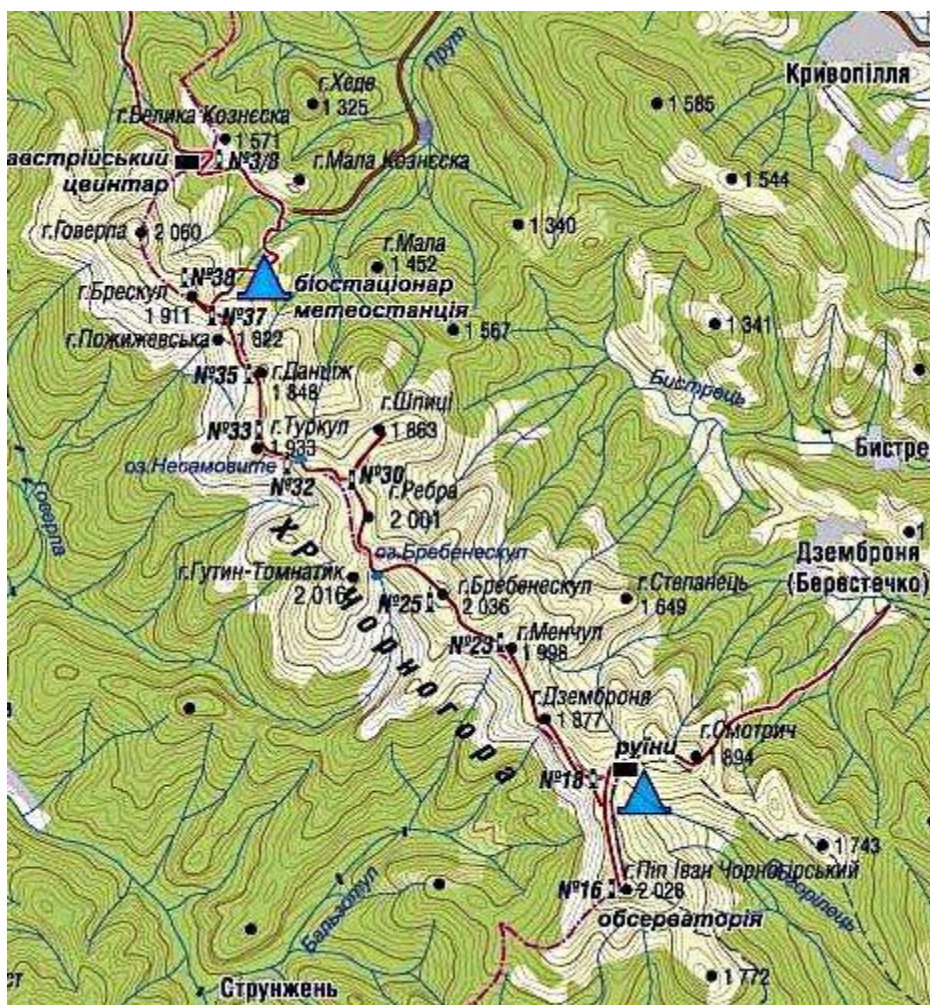 Прут
г.Хедв
1 325
1 585
Кривопілля
г.Велика Кознєска
1 571
австрійський
цвинтар
№3/8
г.Мала Кознєска
1 544
г.Говерла
2 060
1 340
г.Мала
1 452
№38
біостаціонар
метеостанція
г.Брескул
1 911
№37
г.Пожижевська
1 822
1 567
1 341
№35
г.Данціж
1 848
Бистрець
г.Шпиці
1 863
№33
г.Туркул
1 933
Бистре
оз.Несамовите
№32
№30
г.Ребра
2 001
Говерла
ХР. ЧОРНОГОРА
оз.Бребенескул
Дземброня
(Берестечко)
г.Гутин-Томнатик
2 016
г.Бребенескул
2 036
№25
г.Степанець
1 649
№23
г.Менчул
1 998
г.Дземброня
1 877
г.Смотрич
1 894
руїни
№18
1 743
г.Піп Іван Чорногірський
№16
2 028
обсерваторія
Бальзатул
1 772
Струнжень